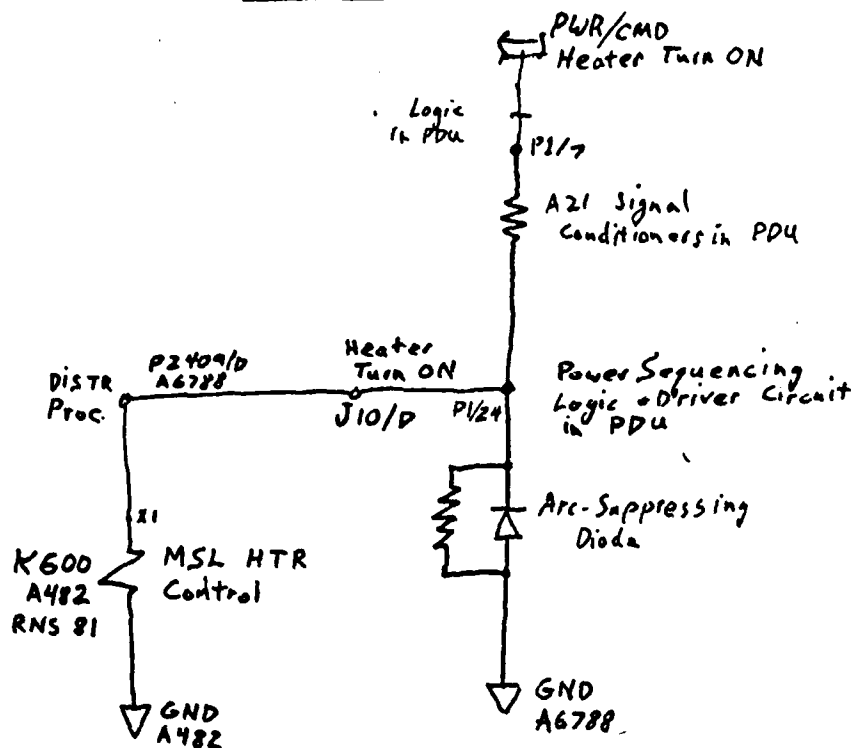 PWR/CMD
Heater Turn ON
Logic
in PDU
P1/7
A21 Signal
Conditioners in PDU
Heater
Turn ON
P2409/D
A6788
DISTR
Proc.
J10/D
P1/24
Power Sequencing
Logic & Driver Circuit
in PDU
Arc-Suppressing
Diode
X1
K600
A482
RNS 81
MSL HTR
Control
GND
A482
GND
A6788